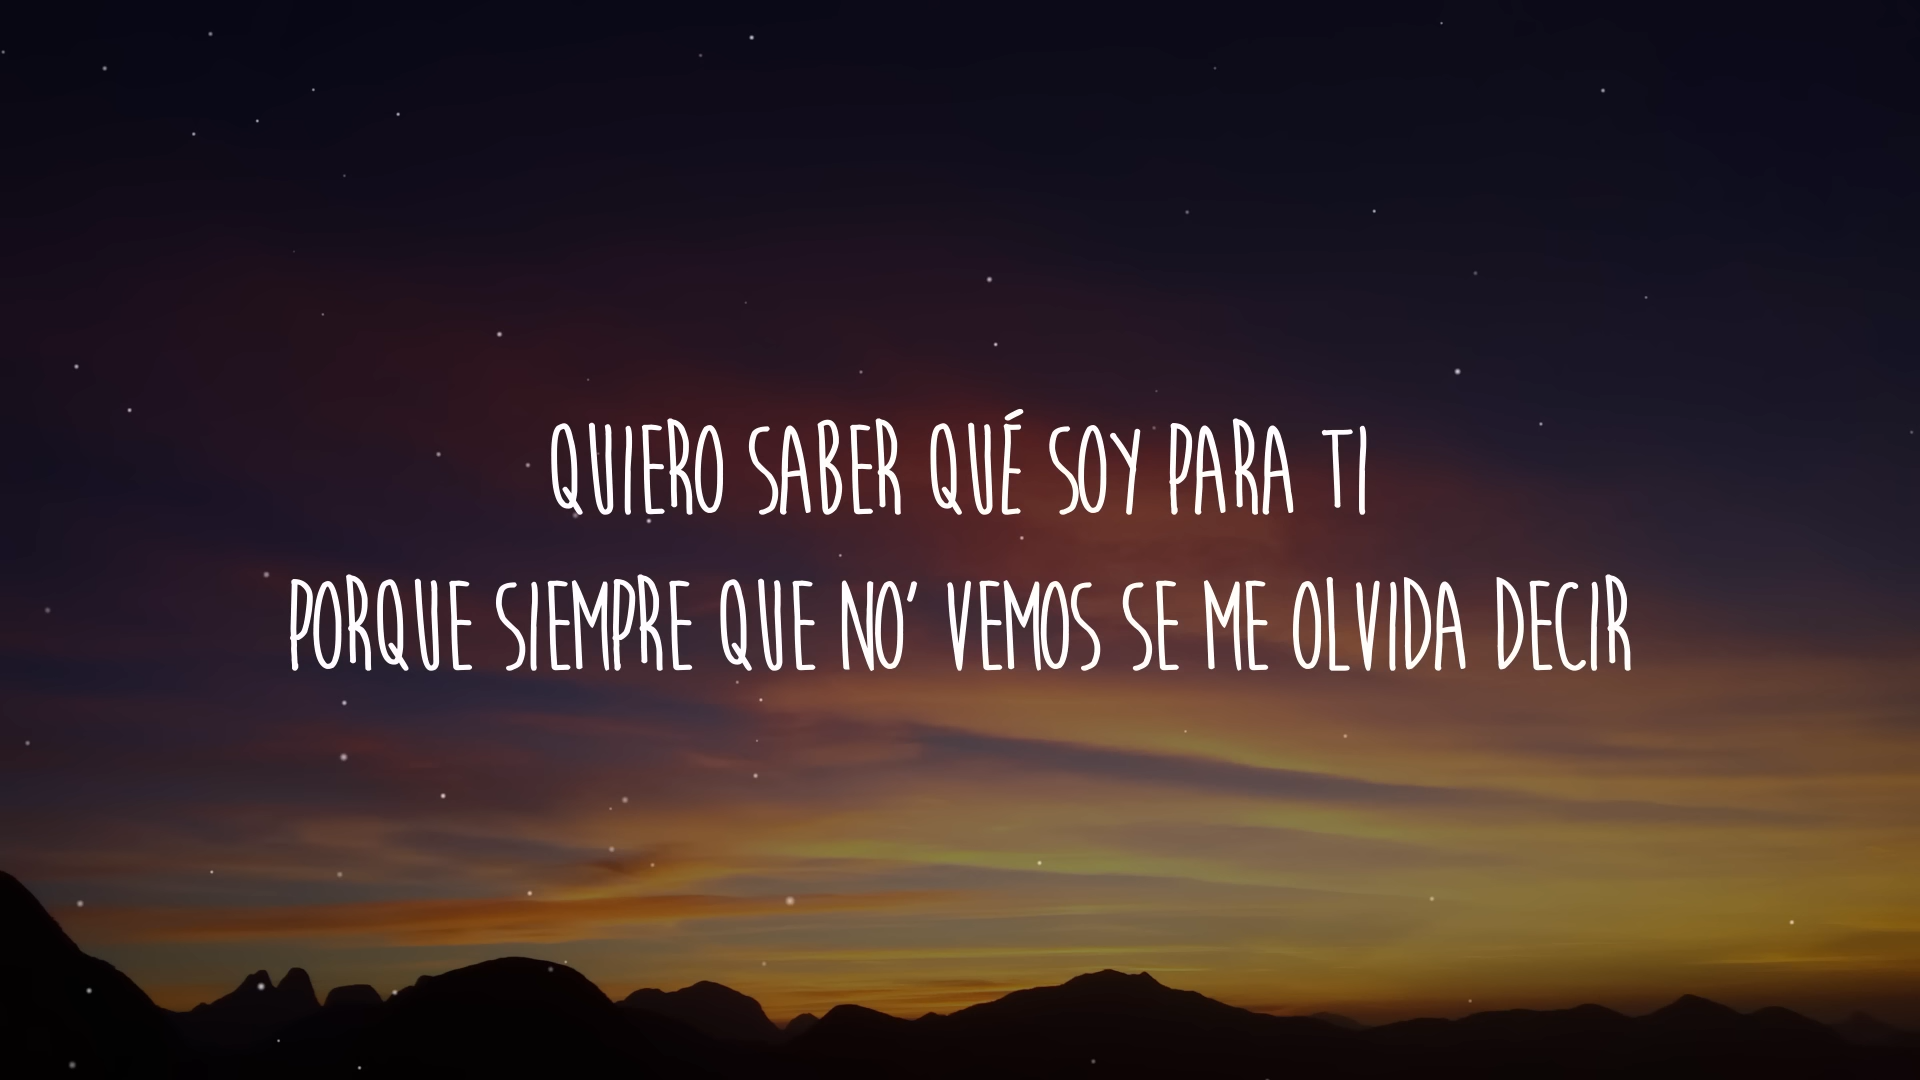 QUIERO SABER QUÉ SOY PARA TI
PORQUE SIEMPRE QUE NO' VEMOS SE ME OLVIDA DECIR